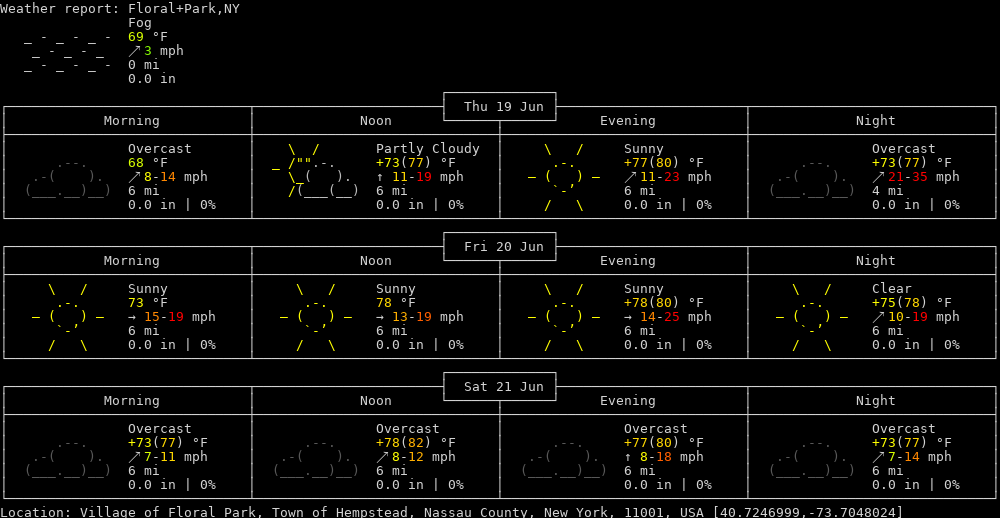 Weather report: Floral+Park,NY
Fog
69 °F
↗ 3 mph
0 mi
0.0 in
Thu 19 Jun
Morning Noon Evening Night
Overcast Partly Cloudy Sunny Overcast
68 °F +73(77) °F +77(80) °F +73(77) °F
↗ 8-14 mph ↑ 11-19 mph ↗ 11-23 mph ↗ 21-35 mph
6 mi 6 mi 6 mi 4 mi
0.0 in | 0% 0.0 in | 0% 0.0 in | 0% 0.0 in | 0%
Fri 20 Jun
Morning Noon Evening Night
Sunny Sunny Sunny Clear
73 °F 78 °F +78(80) °F +75(78) °F
→ 15-19 mph → 13-19 mph → 14-25 mph ↗ 10-19 mph
6 mi 6 mi 6 mi 6 mi
0.0 in | 0% 0.0 in | 0% 0.0 in | 0% 0.0 in | 0%
Sat 21 Jun
Morning Noon Evening Night
Overcast Overcast Overcast Overcast
+73(77) °F +78(82) °F +77(80) °F +73(77) °F
↗ 7-11 mph ↗ 8-12 mph ↑ 8-18 mph ↗ 7-14 mph
6 mi 6 mi 6 mi 6 mi
0.0 in | 0% 0.0 in | 0% 0.0 in | 0% 0.0 in | 0%
Location: Village of Floral Park, Town of Hempstead, Nassau County, New York, 11001, USA [40.7246999,-73.7048024]